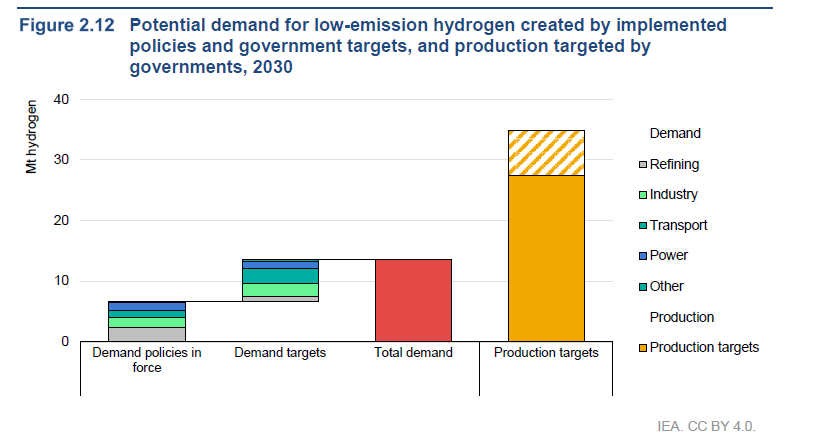 Figure 2.12 Potential demand for low-emission hydrogen created by implemented
policies and government targets, and production targeted by
governments, 2030
Mt hydrogen
40
30
20
10
0
Demand policies in
force
Demand targets
Total demand
Production targets
Demand
Refining
Industry
Transport
Power
Other
Production
Production targets
IEA. CC BY 4.0.